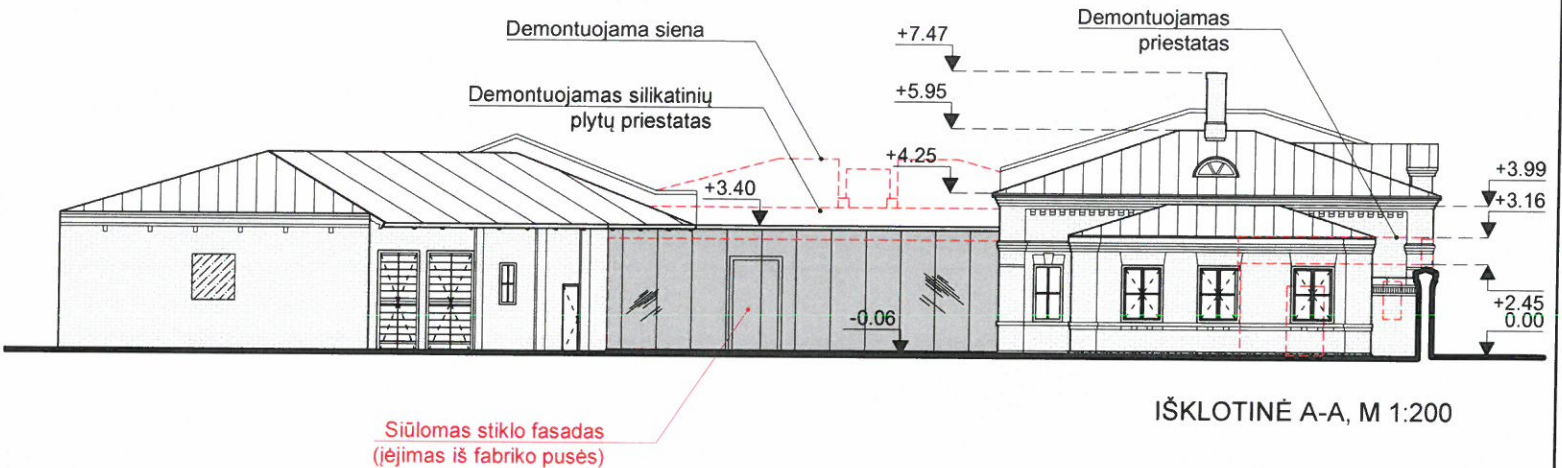 Demontuojama siena
Demontuojamas silikatinių
plytų priestatas
+7.47
+5.95
+4.25
+3.40
-0.06
Demontuojamas
priestatas
+3.99
+3.16
+2.45
0.00
Siūlomas stiklo fasadas
(įėjimas iš fabriko pusės)
IŠKLOTINĖ A-A, M 1:200